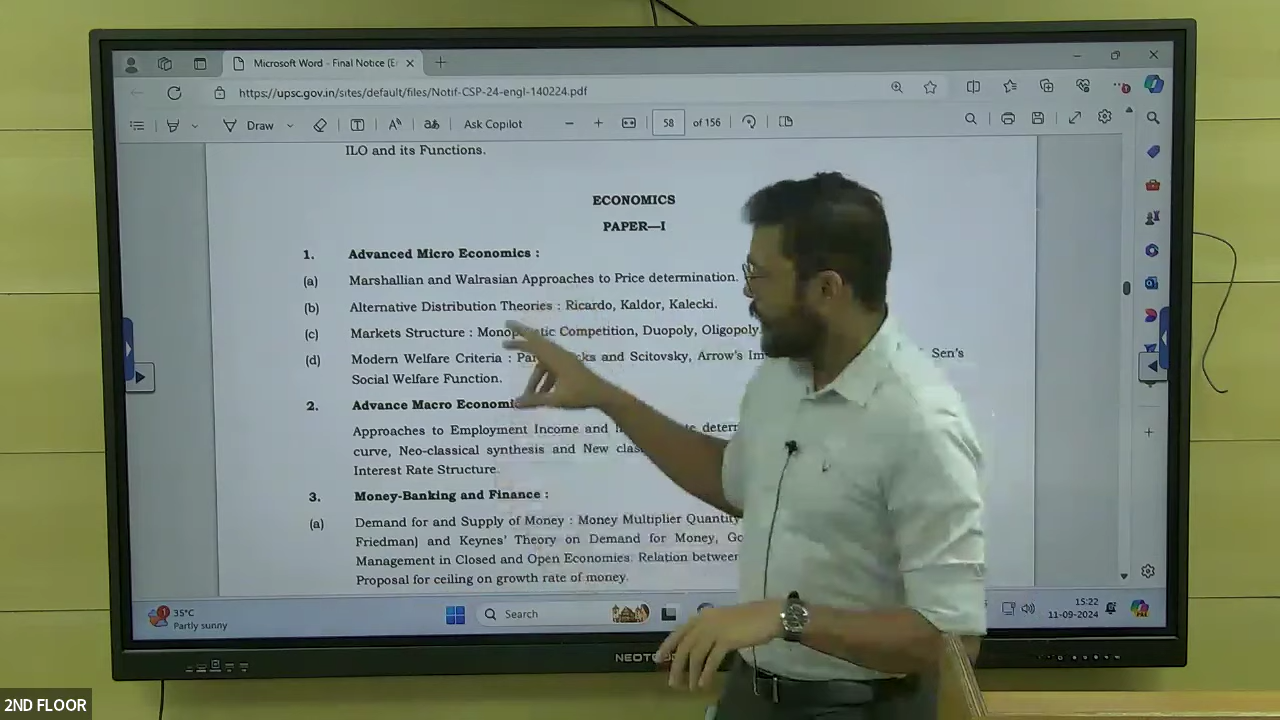 Microsoft Word - Final Notice (E
https://upsc.gov.in/sites/default/files/Notif-CSP-24-engl-140224.pdf
Draw
Ask Copilot
58
of 156
ILO and its Functions.
ECONOMICS
PAPER—I
1. Advanced Micro Economics :
(a) Marshallian and Walrasian Approaches to Price determination.
(b) Alternative Distribution Theories : Ricardo, Kaldor, Kalecki.
(c) Markets Structure : Competition, Duopoly, Oligopoly.
(d) Modern Welfare Criteria : and Scitovsky, Arrow's Sen's
Social Welfare Function.
2. Advance Macro
Approaches to Employment Income and
curve, Neo-classical synthesis and New
Interest Rate Structure.
3. Money-Banking and Finance :
(a) Demand for and Supply of Money : Money Multiplier Quantity
Friedman) and Keynes' Theory on Demand for Money,
Management in Closed and Open Economies. Relation between
Proposal for ceiling on growth rate of money.
1
35°C
Partly sunny
Search
15:22
11-09-2024
2ND FLOOR